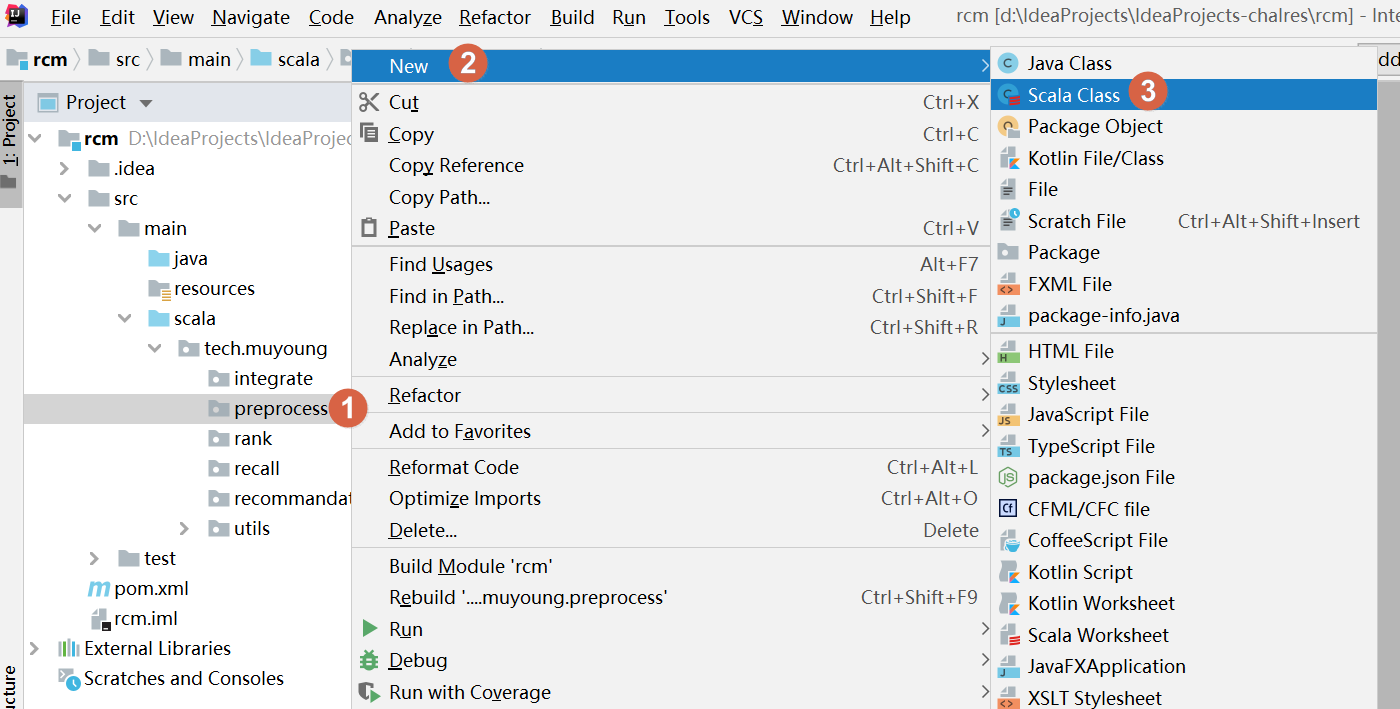 File Edit View Navigate Code Analyze Refactor Build Run Tools VCS Window Help rcm [d:\IdeaProjects\IdeaProjects-chalres\rcm] - Inte
rcm src main scala
1: Project
Project
rcm D:\IdeaProjects\IdeaProjec
.idea
src
main
java
resources
scala
tech.muyoung
integrate
preprocess 1
rank
recall
recommandat
utils
test
pom.xml
rcm.iml
External Libraries
Scratches and Consoles
ucture
New 2
Cut Ctrl+X
Copy Ctrl+C
Copy Reference Ctrl+Alt+Shift+C
Copy Path...
Paste Ctrl+V
Find Usages Alt+F7
Find in Path... Ctrl+Shift+F
Replace in Path... Ctrl+Shift+R
Analyze
Refactor
Add to Favorites
Reformat Code Ctrl+Alt+L
Optimize Imports Ctrl+Alt+O
Delete... Delete
Build Module 'rcm'
Rebuild '....muyoung.preprocess' Ctrl+Shift+F9
Run
Debug
Run with Coverage
Java Class
Scala Class 3
Package Object
Kotlin File/Class
File
Scratch File Ctrl+Alt+Shift+Insert
Package
FXML File
package-info.java
HTML File
Stylesheet
JavaScript File
TypeScript File
package.json File
CFML/CFC file
CoffeeScript File
Kotlin Script
Kotlin Worksheet
Scala Worksheet
JavaFXApplication
XSLT Stylesheet
dd